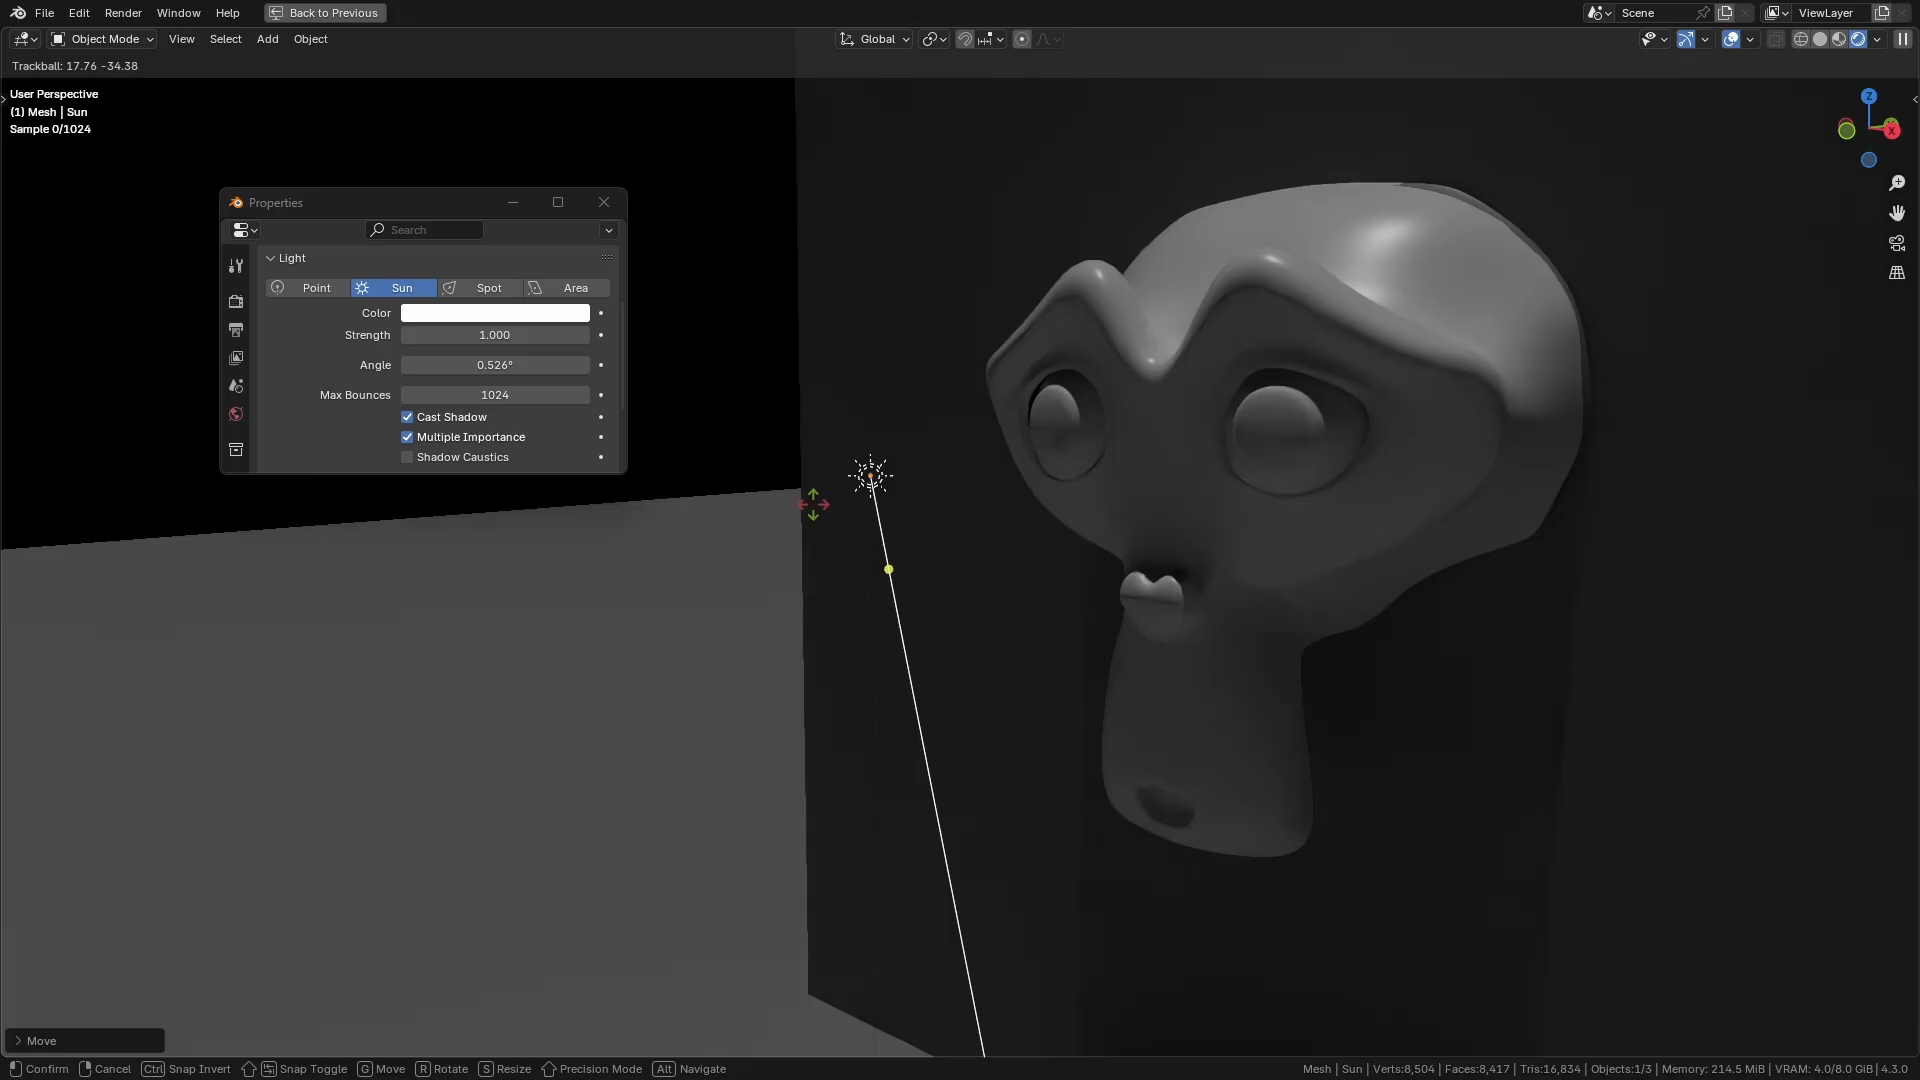 File Edit Render Window Help Back to Previous Scene ViewLayer
Object Mode View Select Add Object Global
Trackball: 17.76 -34.38
User Perspective
(1) Mesh | Sun
Sample 0/1024
Z
X
Properties
Search
Light
Point Sun Spot Area
Color
Strength 1.000
Angle 0.526°
Max Bounces 1024
Cast Shadow
Multiple Importance
Shadow Caustics
Move
Confirm Cancel Ctrl Snap Invert Snap Toggle G Move R Rotate S Resize Precision Mode Alt Navigate Mesh | Sun | Verts:8,504 | Faces:8,417 | Tris:16,834 | Objects:1/3 | Memory: 214.5 MiB | VRAM: 4.0/8.0 GiB | 4.3.0